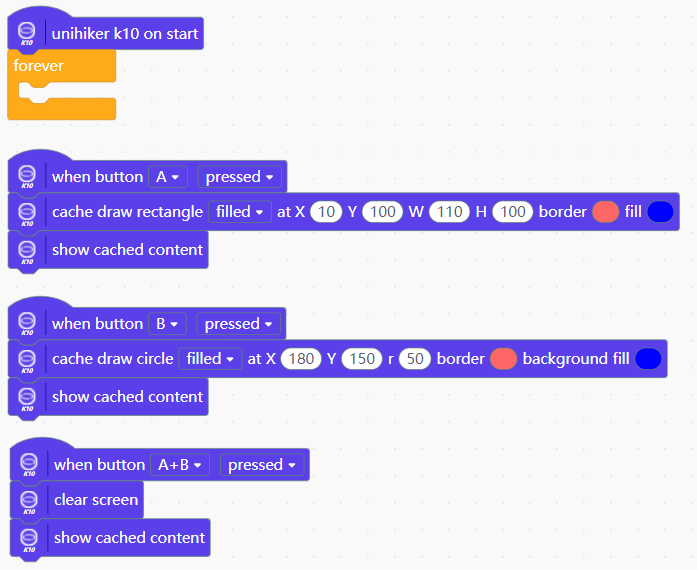 K10 unihiker k10 on start
forever
K10 when button A pressed
K10 cache draw rectangle filled at X 10 Y 100 W 110 H 100 border fill
K10 show cached content
K10 when button B pressed
K10 cache draw circle filled at X 180 Y 150 r 50 border background fill
K10 show cached content
K10 when button A+B pressed
K10 clear screen
K10 show cached content